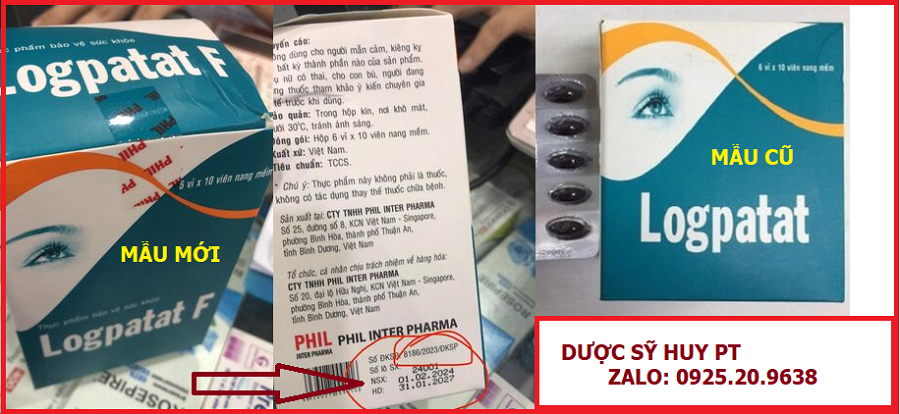 Thực phẩm bảo vệ sức khỏe
Logpatat F
PHIL
6 vỉ x 10 viên nang mềm
MẪU MỚI
Thực phẩm bảo vệ sức khỏe
Logpatat F
ROSEPIRE
cáo:
dùng cho người mẫn cảm, kiêng kỵ
bất kỳ thành phần nào của sản phẩm.
nữ có thai, cho con bú, người đang
thuốc tham khảo ý kiến chuyên gia
tế trước khi dùng.
quản: Trong hộp kín, nơi khô mát,
30°C, tránh ánh sáng.
gói: Hộp 6 vỉ x 10 viên nang mềm.
Xuất xứ: Việt Nam.
Tiêu chuẩn: TCCS.
* Chú ý: Thực phẩm này không phải là thuốc,
không có tác dụng thay thế thuốc chữa bệnh.
Sản xuất tại: CTY TNHH PHIL INTER PHARMA
Số 25, đường số 8, KCN Việt Nam - Singapore,
phường Bình Hòa, thành phố Thuận An,
tỉnh Bình Dương, Việt Nam
Tổ chức, cá nhân chịu trách nhiệm về hàng hóa:
CTY TNHH PHIL INTER PHARMA
Số 20, đại lộ Hữu Nghị, KCN Việt Nam - Singapore,
phường Bình Hòa, thành phố Thuận An,
tỉnh Bình Dương, Việt Nam
PHIL PHIL INTER PHARMA
INTER PHARMA
Số ĐKSP: 8186/2023/ĐKSP
Số lô SX: 24001
NSX: 01.02.2024
HD: 31.01.2027
6 vỉ x 10 viên nang mềm
MẪU CŨ
Logpatat
DƯỢC SỸ HUY PT
ZALO: 0925.20.9638